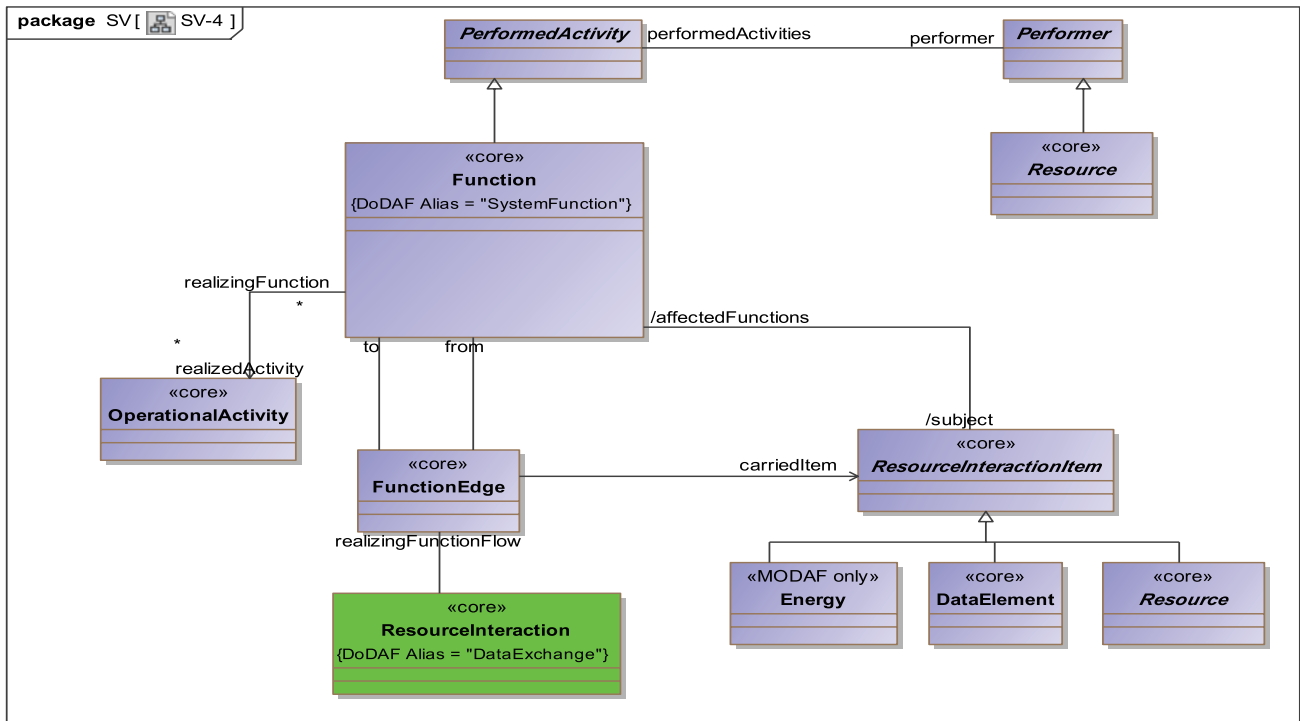 package SV [ SV-4 ]
PerformedActivity
performedActivities
performer
Performer
«core»
Function
{DoDAF Alias = "SystemFunction"}
«core»
Resource
realizingFunction
*
*
realizedActivity
/affectedFunctions
to
from
«core»
OperationalActivity
/subject
«core»
FunctionEdge
carriedItem
«core»
ResourceInteractionItem
realizingFunctionFlow
«MODAF only»
Energy
«core»
DataElement
«core»
Resource
«core»
ResourceInteraction
{DoDAF Alias = "DataExchange"}